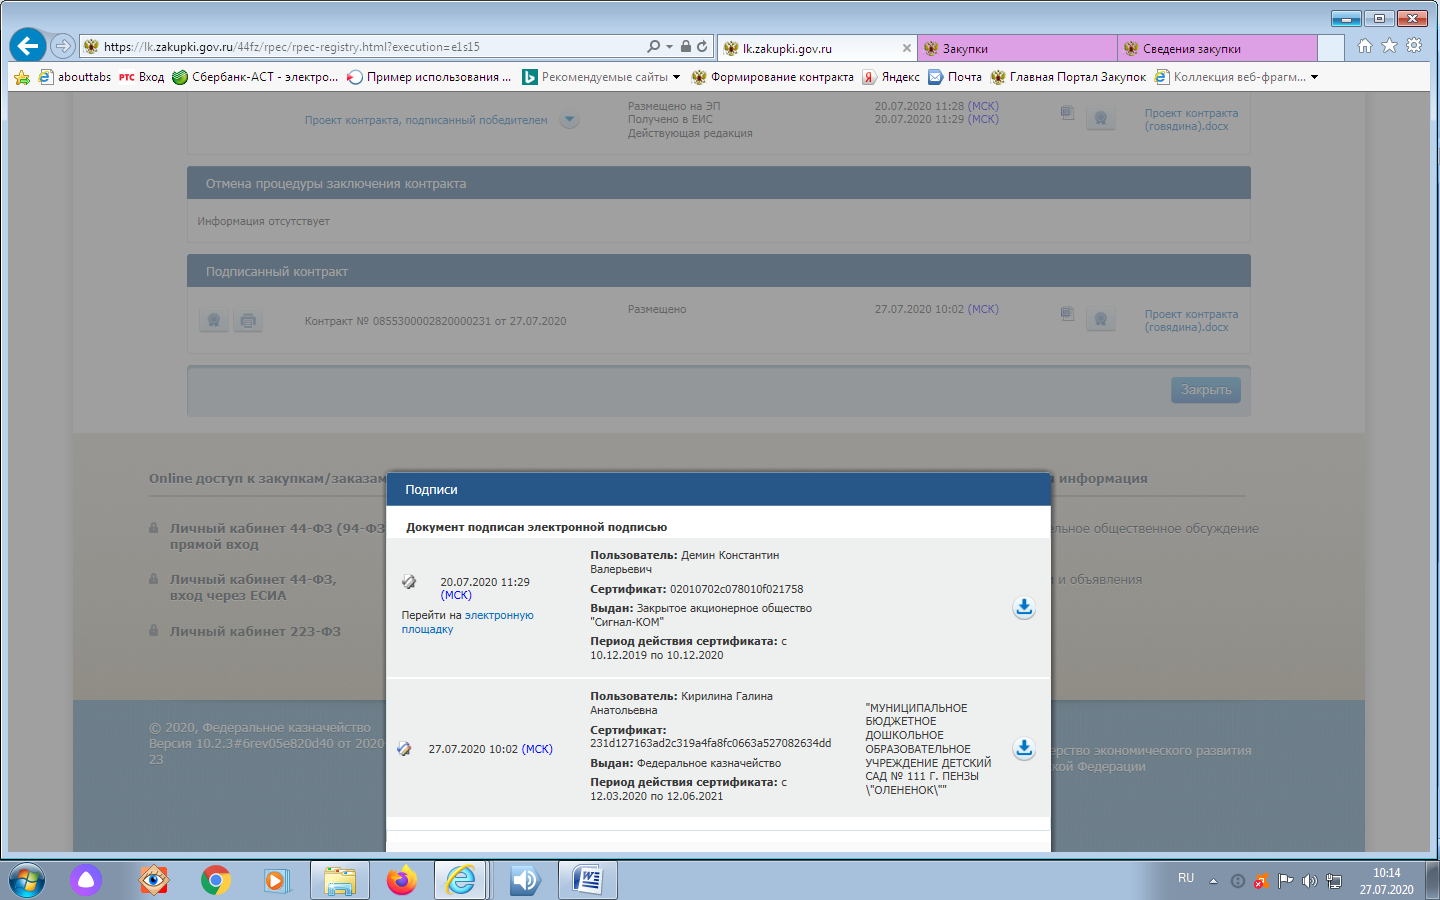 https://lk.zakupki.gov.ru/44fz/rpec/rpec-registry.html?execution=e1s15
lk.zakupki.gov.ru
Закупки
Сведения закупки
abouttabs
РТС Вход
Сбербанк-АСТ - электро...
Пример использования ...
Рекомендуемые сайты
Формирование контракта
Яндекс
Почта
Главная Портал Закупок
Коллекция веб-фрагм...
Проект контракта, подписанный победителем
Размещено на ЭП
Получено в ЕИС
Действующая редакция
20.07.2020 11:28 (МСК)
20.07.2020 11:29 (МСК)
Проект контракта
(говядина).docx
Отмена процедуры заключения контракта
Информация отсутствует
Подписанный контракт
Контракт № 0855300002820000231 от 27.07.2020
Размещено
27.07.2020 10:02 (МСК)
Проект контракта
(говядина).docx
Закрыть
Online доступ к закупкам/заказам
Личный кабинет 44-ФЗ (94-ФЗ
прямой вход
Личный кабинет 44-ФЗ,
вход через ЕСИА
Личный кабинет 223-ФЗ
я информация
льное общественное обсуждение
и и объявления
Подписи
Документ подписан электронной подписью
20.07.2020 11:29
(МСК)
Перейти на электронную
площадку
Пользователь: Демин Константин
Валерьевич
Сертификат: 02010702c078010f021758
Выдан: Закрытое акционерное общество
"Сигнал-КОМ"
Период действия сертификата: с
10.12.2019 по 10.12.2020
27.07.2020 10:02 (МСК)
Пользователь: Кирилина Галина
Анатольевна
Сертификат:
231d127163ad2c319a4fa8fc0663a527082634dd
Выдан: Федеральное казначейство
Период действия сертификата: с
12.03.2020 по 12.06.2021
"МУНИЦИПАЛЬНОЕ
БЮДЖЕТНОЕ
ДОШКОЛЬНОЕ
ОБРАЗОВАТЕЛЬНОЕ
УЧРЕЖДЕНИЕ ДЕТСКИЙ
САД № 111 Г. ПЕНЗЫ
\"ОЛЕНЕНОК\""
© 2020, Федеральное казначейство
Версия 10.2.3#6rev05e820d40 от 2020-
23
ерство экономического развития
кой Федерации
RU
10:14
27.07.2020